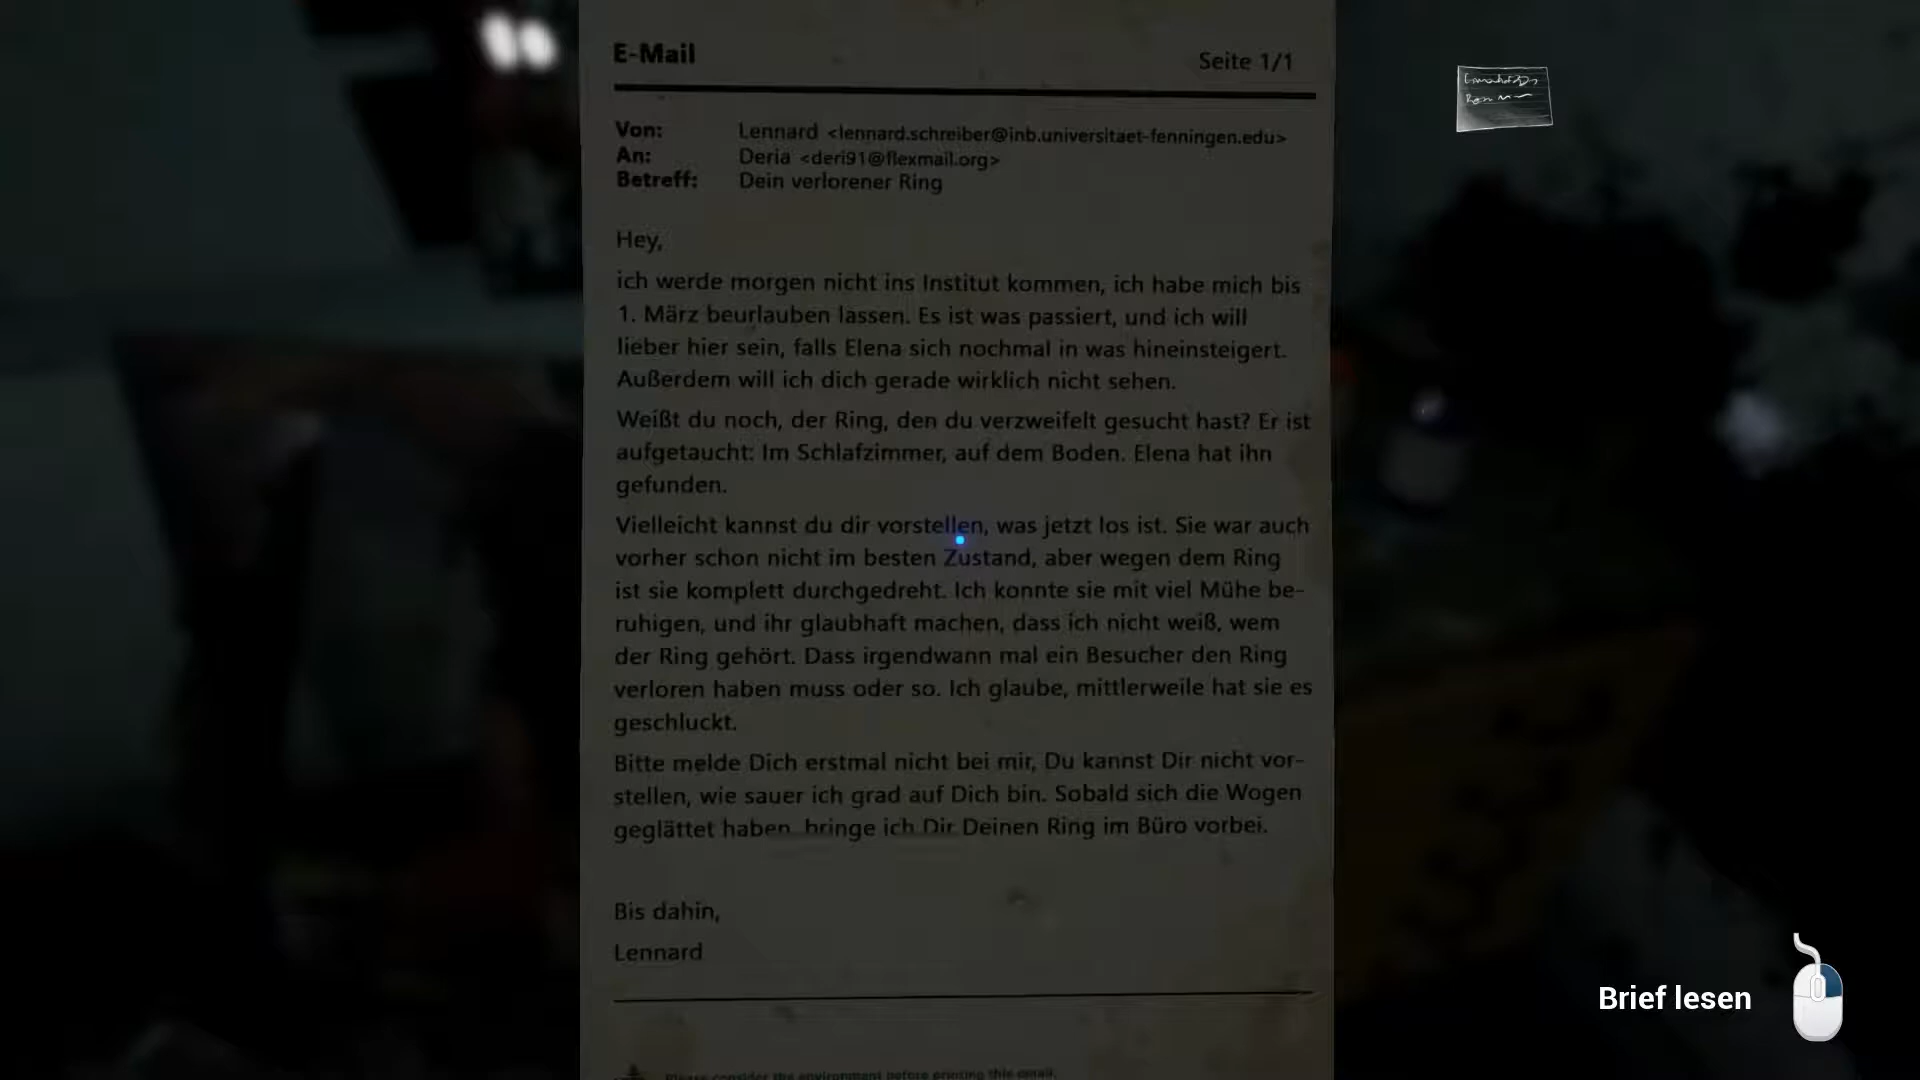 E-Mail
Seite 1/1
Von: Lennard <lennard.schreiber@inb.universitaet-fenningen.edu>
An: Deria <deri91@flexmail.org>
Betreff: Dein verlorener Ring
Hey,
ich werde morgen nicht ins Institut kommen, ich habe mich bis
1. März beurlauben lassen. Es ist was passiert, und ich will
lieber hier sein, falls Elena sich nochmal in was hineinsteigert.
Außerdem will ich dich gerade wirklich nicht sehen.
Weißt du noch, der Ring, den du verzweifelt gesucht hast? Er ist
aufgetaucht: Im Schlafzimmer, auf dem Boden. Elena hat ihn
gefunden.
Vielleicht kannst du dir vorstellen, was jetzt los ist. Sie war auch
vorher schon nicht im besten Zustand, aber wegen dem Ring
ist sie komplett durchgedreht. Ich konnte sie mit viel Mühe be-
ruhigen, und ihr glaubhaft machen, dass ich nicht weiß, wem
der Ring gehört. Dass irgendwann mal ein Besucher den Ring
verloren haben muss oder so. Ich glaube, mittlerweile hat sie es
geschluckt.
Bitte melde Dich erstmal nicht bei mir, Du kannst Dir nicht vor-
stellen, wie sauer ich grad auf Dich bin. Sobald sich die Wogen
geglättet haben, bringe ich Dir Deinen Ring im Büro vorbei.
Bis dahin,
Lennard
Please consider the environment before printing this email.
Brief lesen